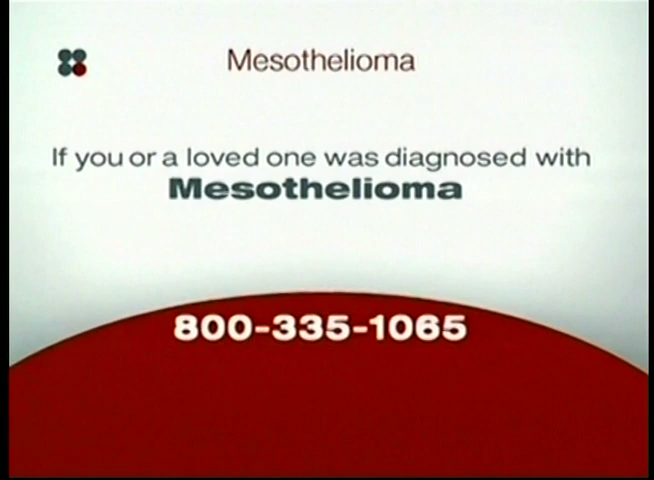 Mesothelioma
If you or a loved one was diagnosed with
Mesothelioma
800-335-1065